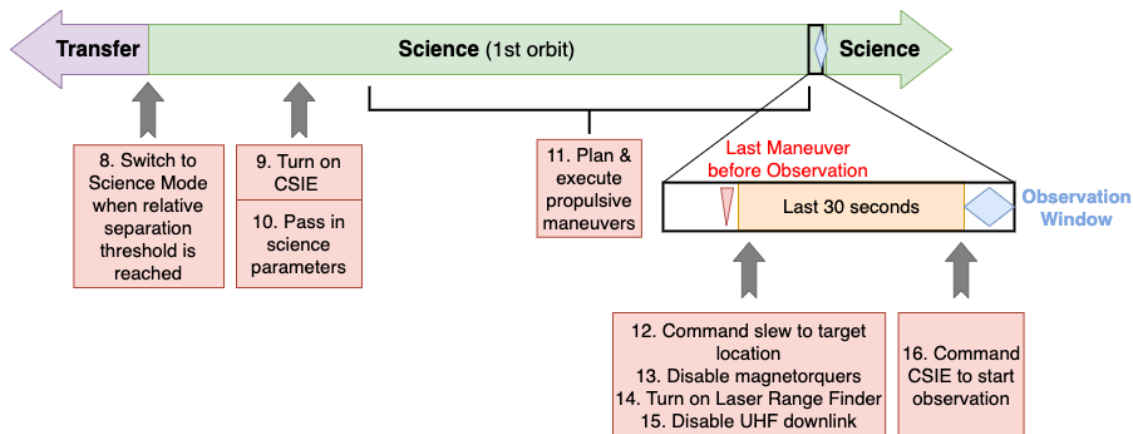 Transfer
Science (1st orbit)
Science
8. Switch to
Science Mode
when relative
separation
threshold is
reached
9. Turn on
CSIE
10. Pass in
science
parameters
11. Plan &
execute
propulsive
maneuvers
Last Maneuver
before Observation
Last 30 seconds
Observation
Window
12. Command slew to target
location
13. Disable magnetorquers
14. Turn on Laser Range Finder
15. Disable UHF downlink
16. Command
CSIE to start
observation